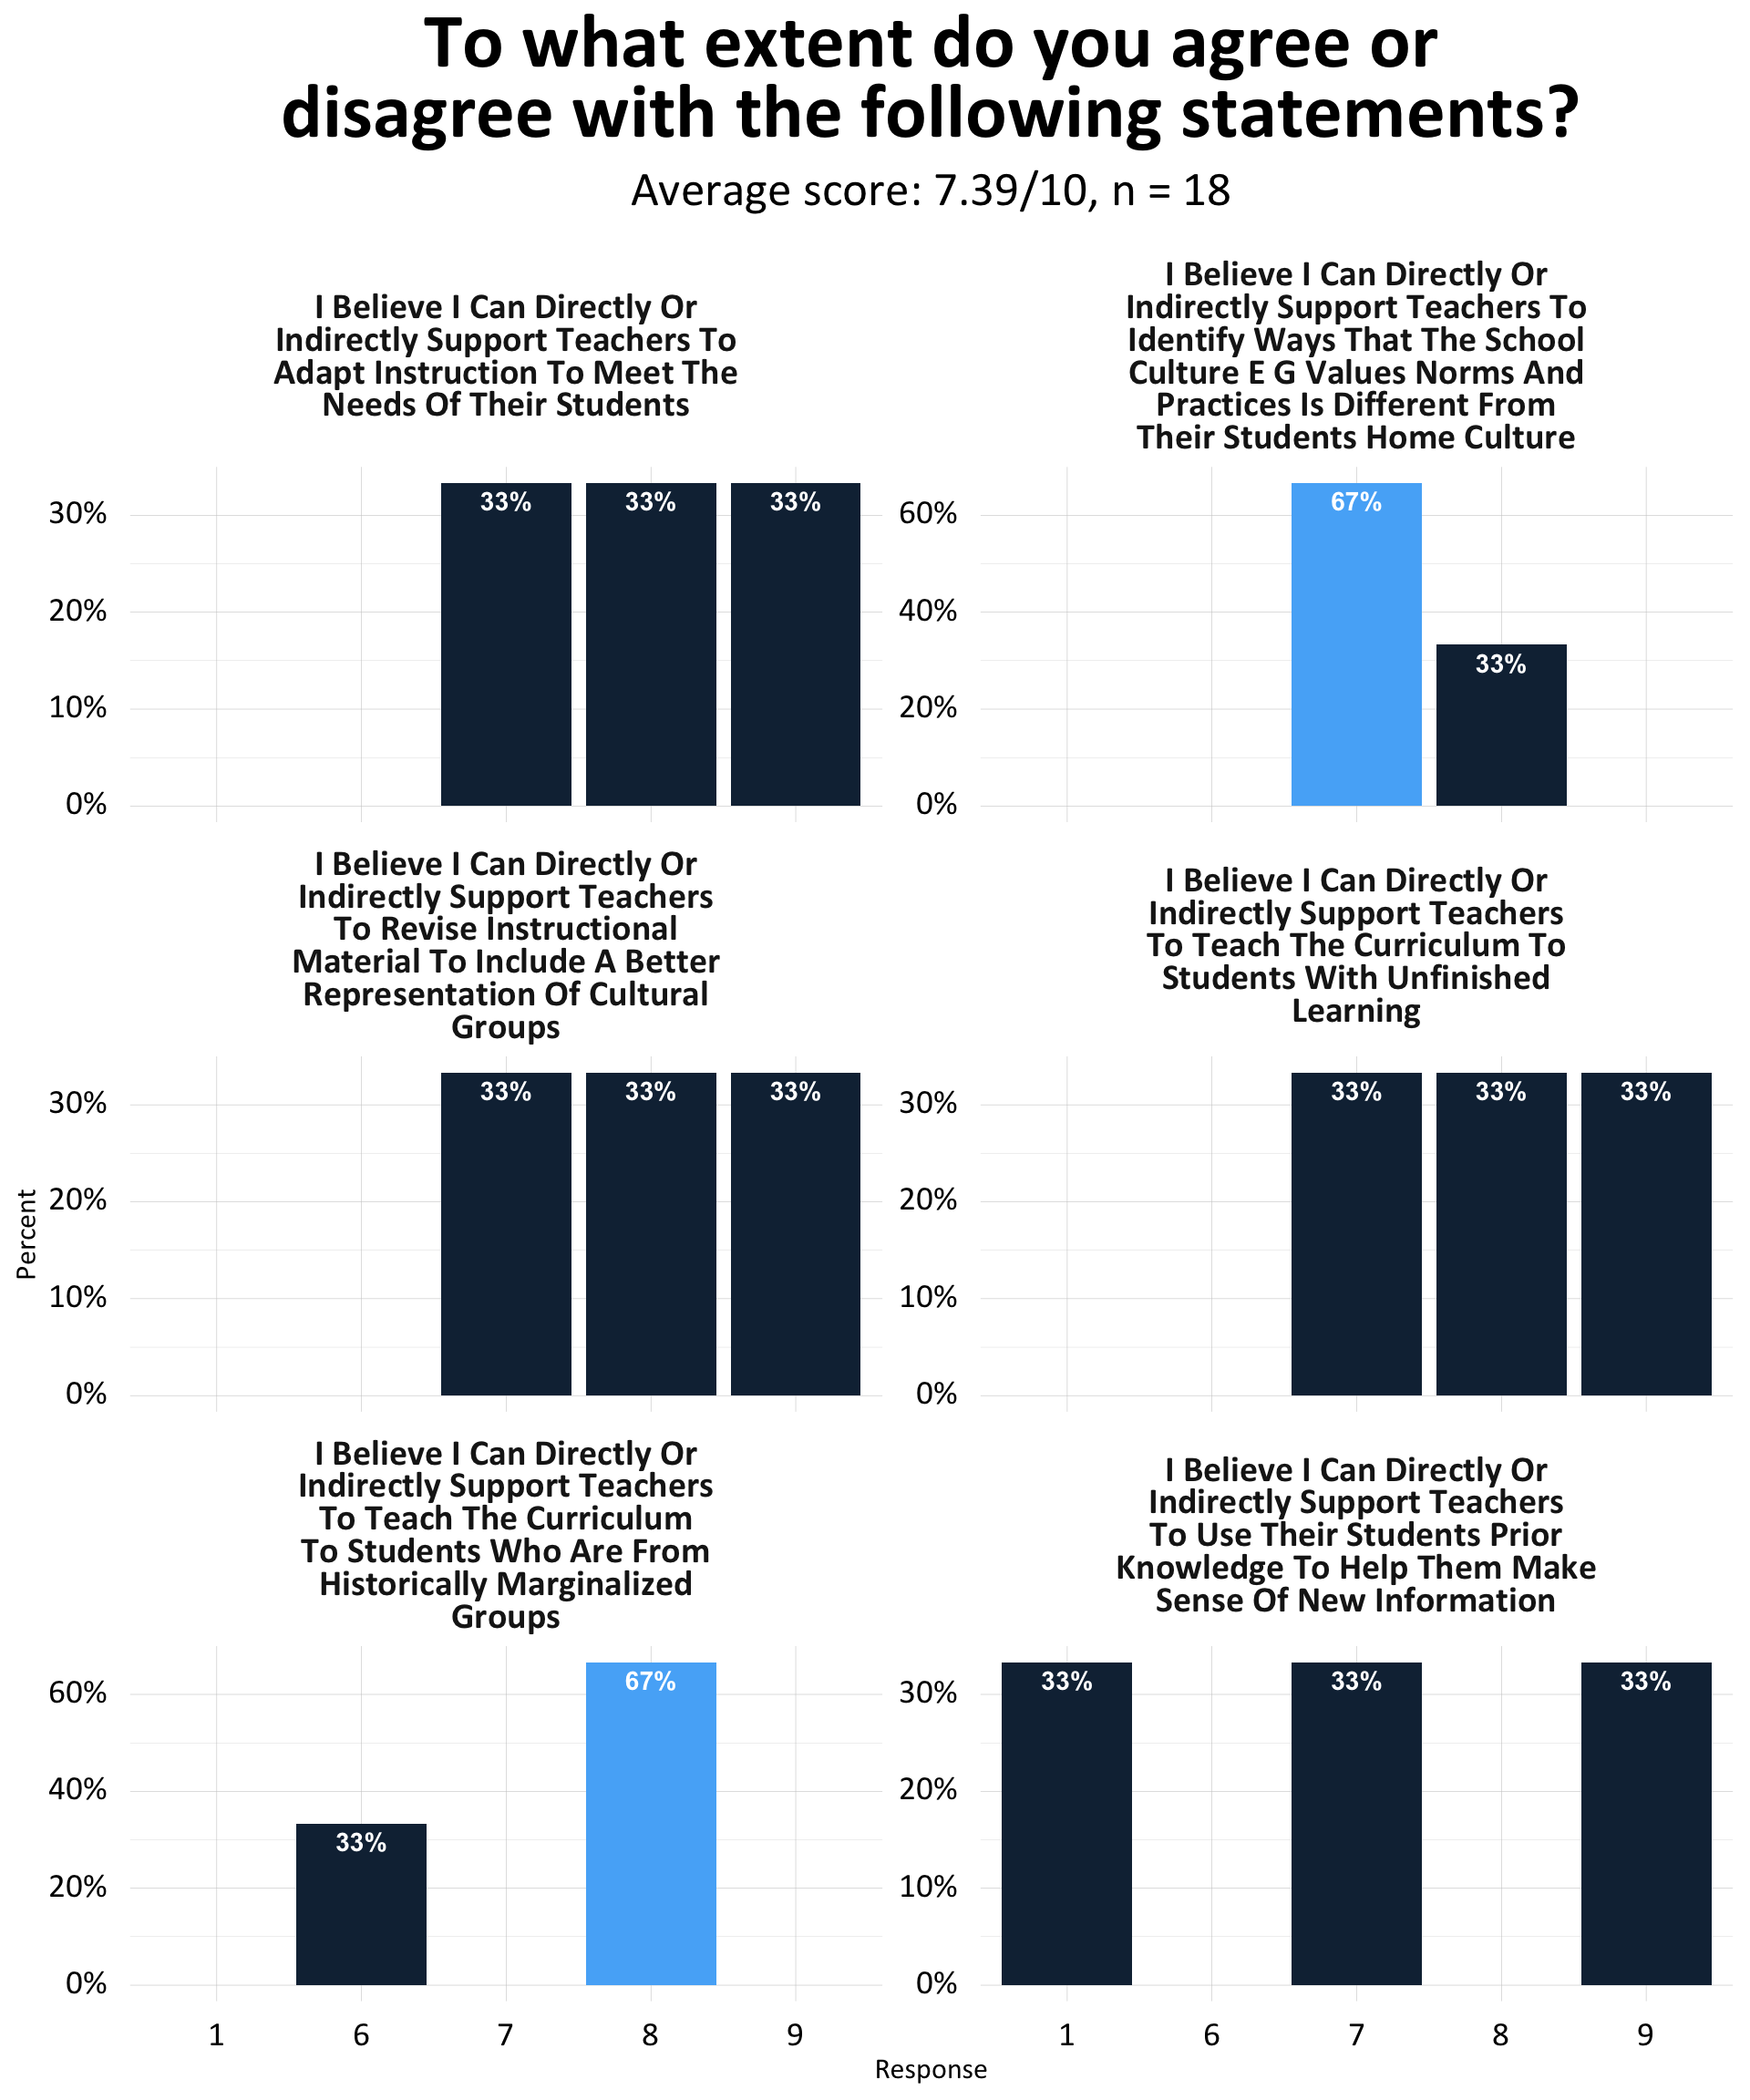 To what extent do you agree or
disagree with the following statements?
Average score: 7.39/10, n = 18
I Believe I Can Directly Or
Indirectly Support Teachers To
Adapt Instruction To Meet The
Needs Of Their Students
30%
20%
10%
0%
33%
33%
33%
I Believe I Can Directly Or
Indirectly Support Teachers To
Identify Ways That The School
Culture E G Values Norms And
Practices Is Different From
Their Students Home Culture
60%
40%
20%
0%
67%
33%
I Believe I Can Directly Or
Indirectly Support Teachers
To Revise Instructional
Material To Include A Better
Representation Of Cultural
Groups
Percent
30%
20%
10%
0%
33%
33%
33%
I Believe I Can Directly Or
Indirectly Support Teachers
To Teach The Curriculum To
Students With Unfinished
Learning
30%
20%
10%
0%
33%
33%
33%
I Believe I Can Directly Or
Indirectly Support Teachers
To Teach The Curriculum
To Students Who Are From
Historically Marginalized
Groups
60%
40%
20%
0%
33%
67%
1 6 7 8 9
I Believe I Can Directly Or
Indirectly Support Teachers
To Use Their Students Prior
Knowledge To Help Them Make
Sense Of New Information
30%
20%
10%
0%
33%
33%
33%
1 6 7 8 9
Response